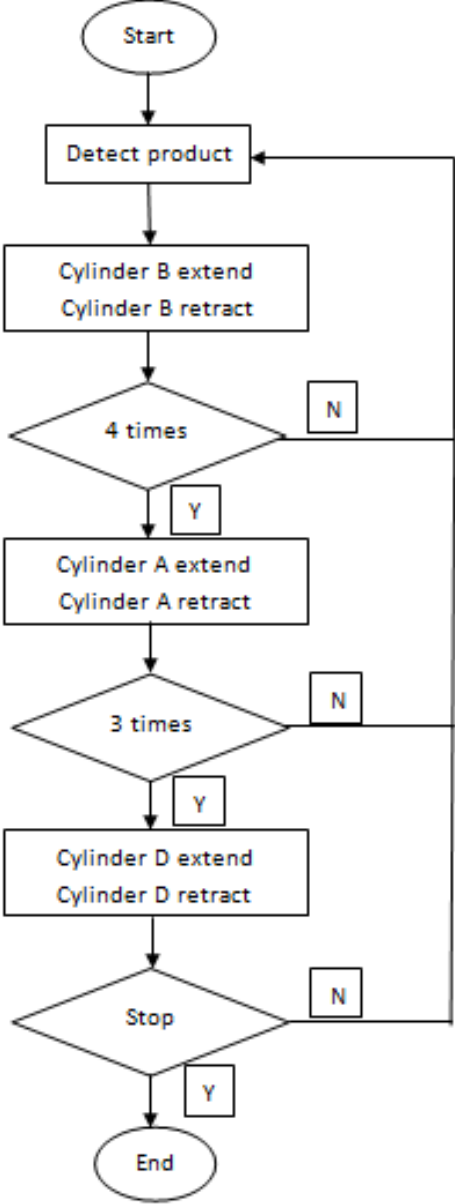 Start
Detect product
Cylinder B extend
Cylinder B retract
4 times
N
Y
Cylinder A extend
Cylinder A retract
3 times
N
Y
Cylinder D extend
Cylinder D retract
Stop
N
Y
End